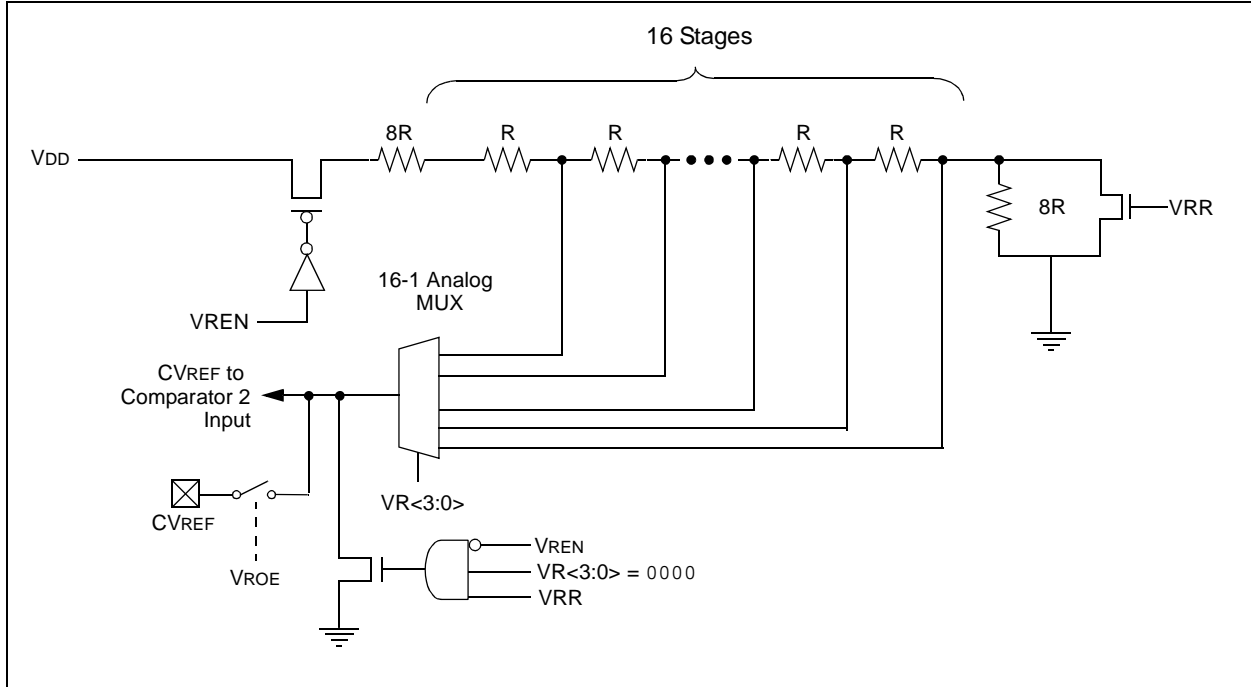 16 Stages
8R
R
R
R
R
VDD
8R
VRR
16-1 Analog
MUX
VREN
CVREF to
Comparator 2
Input
VR<3:0>
CVREF
VROE
VREN
VR<3:0> = 0000
VRR